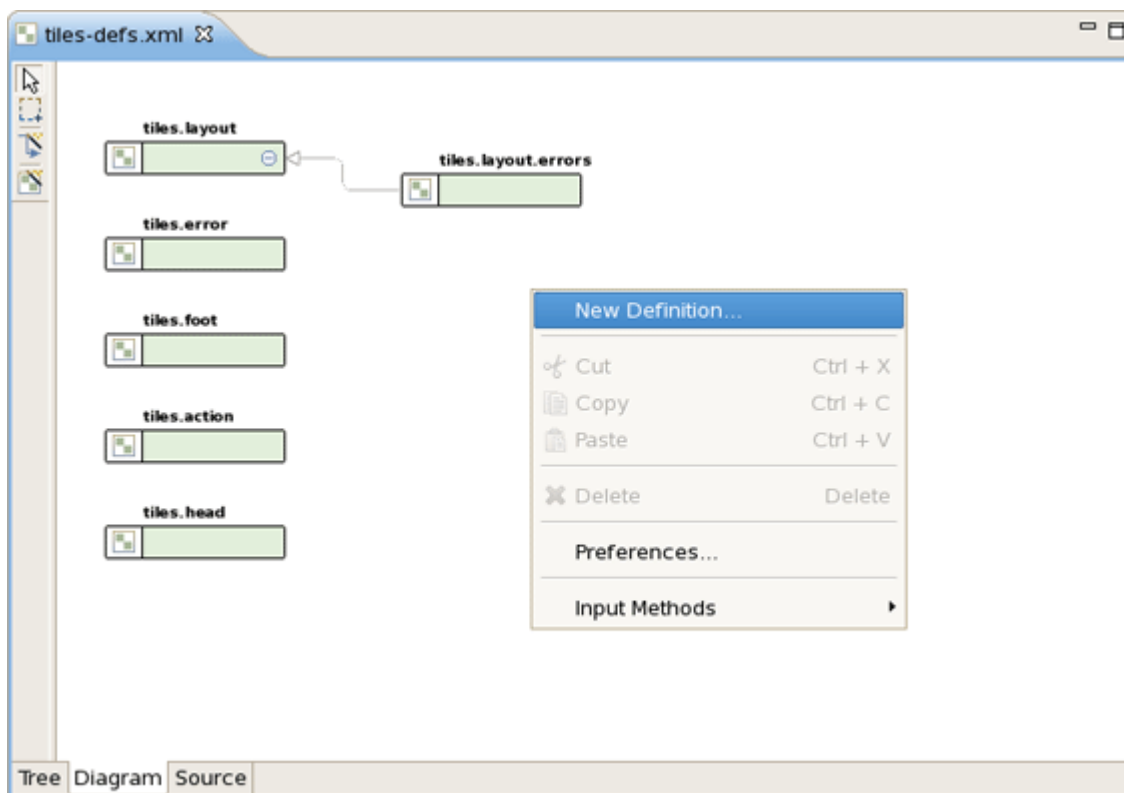 tiles-defs.xml
tiles.layout
tiles.layout.errors
tiles.error
tiles.foot
tiles.action
tiles.head
New Definition...
Cut Ctrl + X
Copy Ctrl + C
Paste Ctrl + V
Delete Delete
Preferences...
Input Methods
Tree Diagram Source